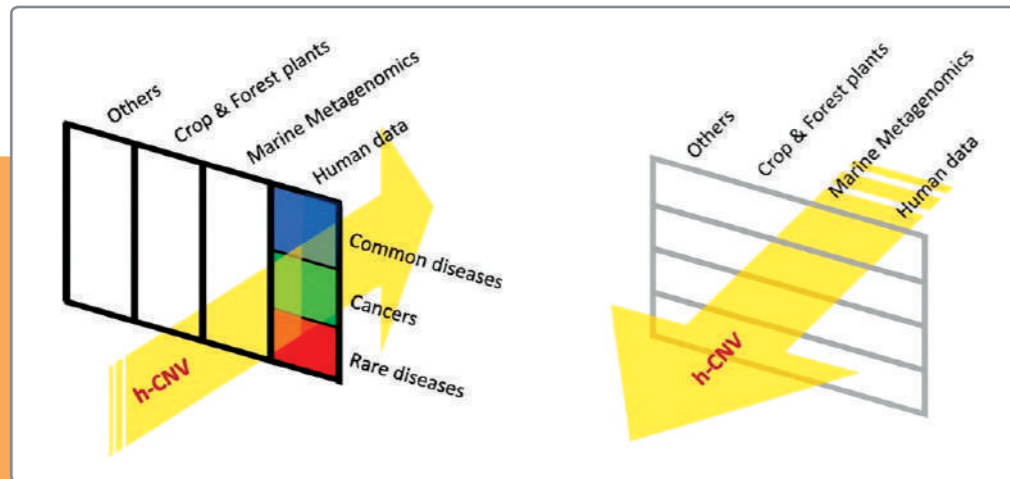 Others
Crop & Forest plants
Marine Metagenomics
Human data
Common diseases
Cancers
Rare diseases
h-CNV
Others
Crop & Forest plants
Marine Metagenomics
Human data
h-CNV